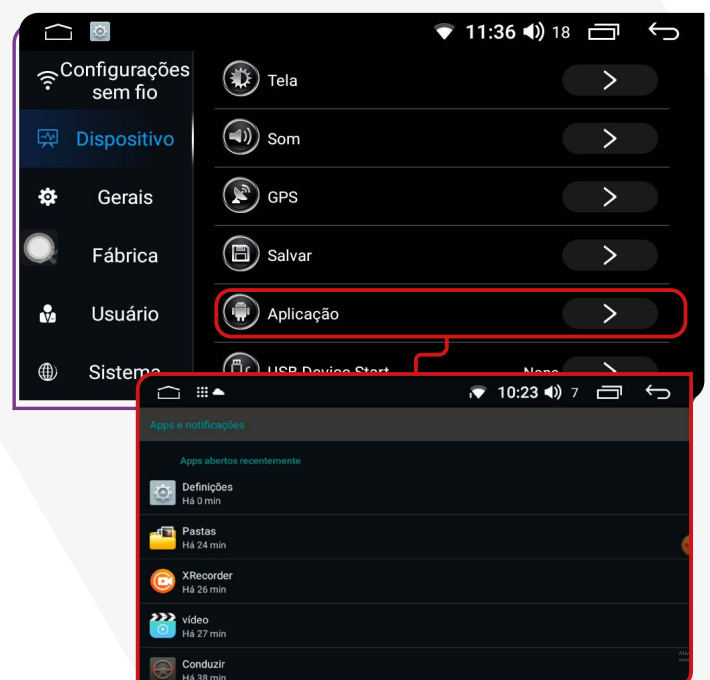 11:36 18
Configurações
sem fio
Tela
Dispositivo
Som
Gerais
GPS
Fábrica
Salvar
Usuário
Aplicação
Sistema
USB Device Start None
10:23 7
Apps e notificações
Apps abertos recentemente
Definições
Há 0 min
Pastas
Há 24 min
XRecorder
Há 26 min
vídeo
Há 27 min
Conduzir
Há 38 min